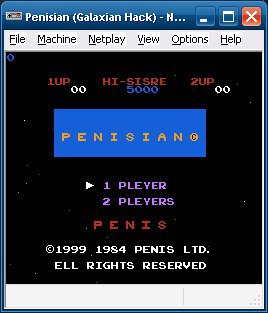 Penisian (Galaxian Hack) - N...
File Machine Netplay View Options Help
0
1UP HI-SISRE 2UP
00 5000 00
PENISIAN©
1 PLEYER
2 PLEYERS
PENIS
©1999 1984 PENIS LTD.
ELL RIGHTS RESERVED